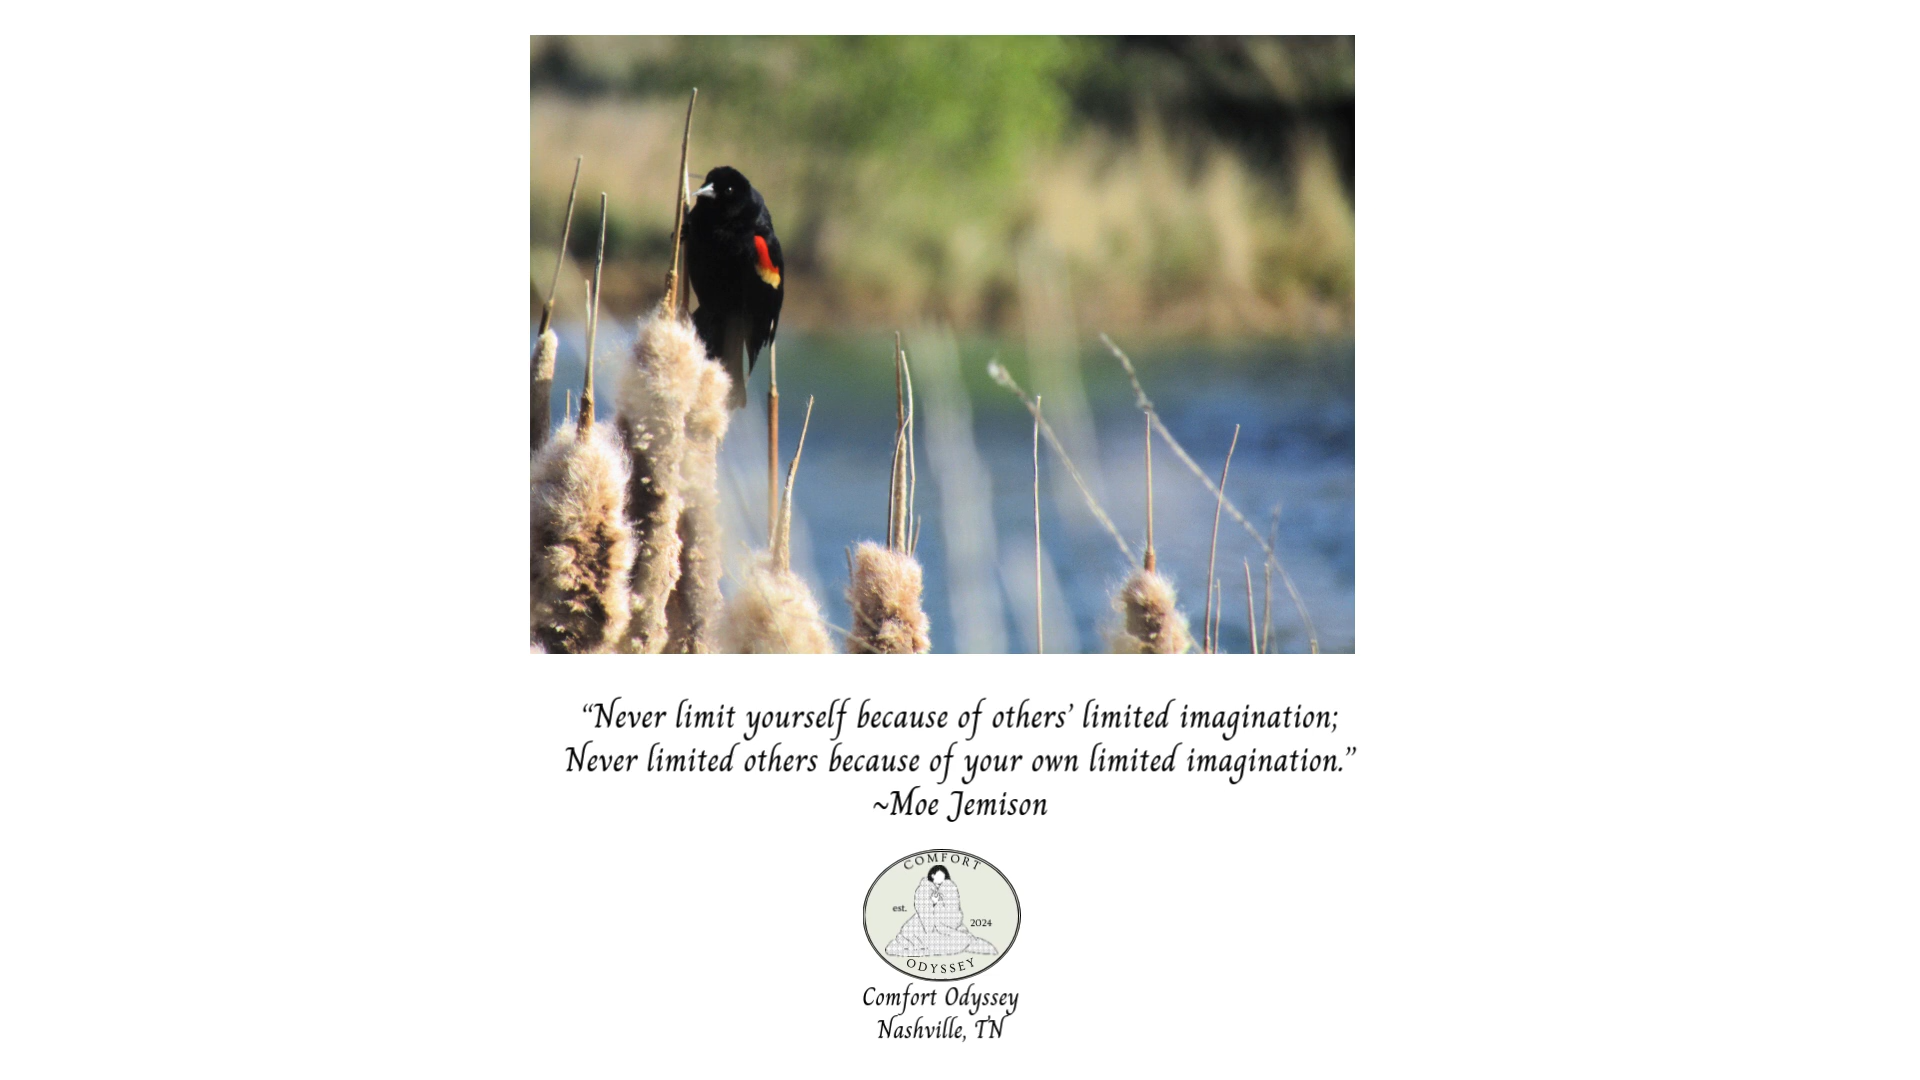 “Never limit yourself because of others’ limited imagination;
Never limited others because of your own limited imagination.”
~Moe Jemison
COMFORT
est.
2024
ODYSSEY
Comfort Odyssey
Nashville, TN